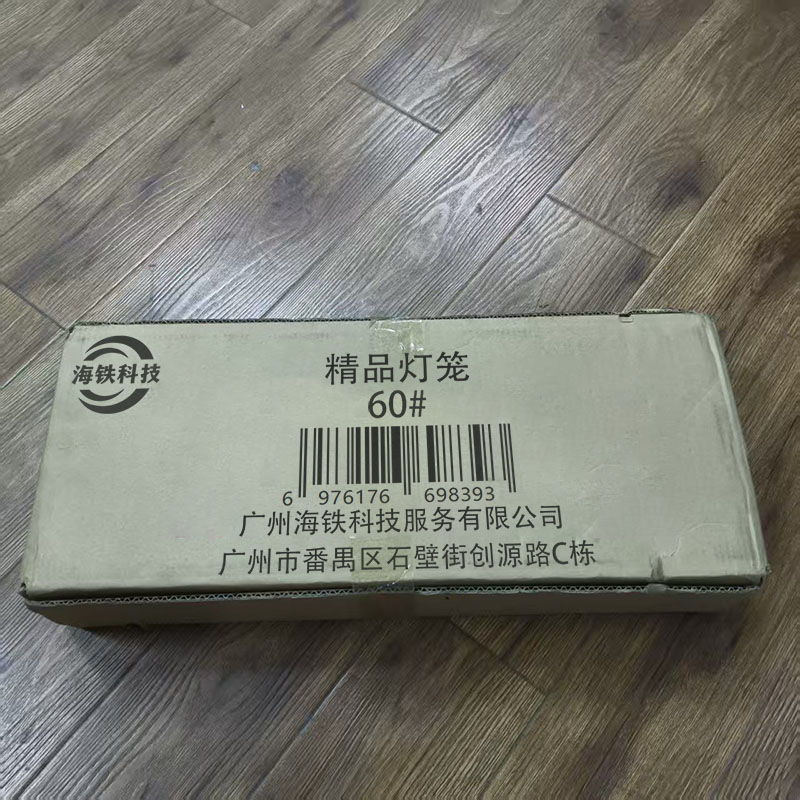 海铁科技
精品灯笼
60#
6 976176 698393
广州海铁科技服务有限公司
广州市番禺区石壁街创源路C栋